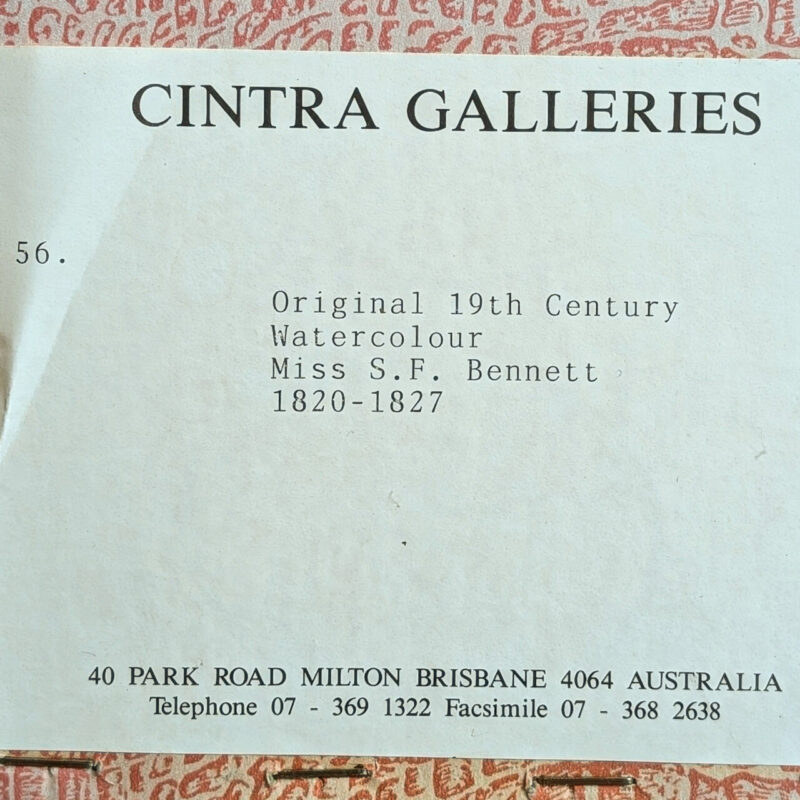 CINTRA GALLERIES
56.
Original 19th Century
Watercolour
Miss S.F. Bennett
1820-1827
40 PARK ROAD MILTON BRISBANE 4064 AUSTRALIA
Telephone 07 - 369 1322 Facsimile 07 - 368 2638